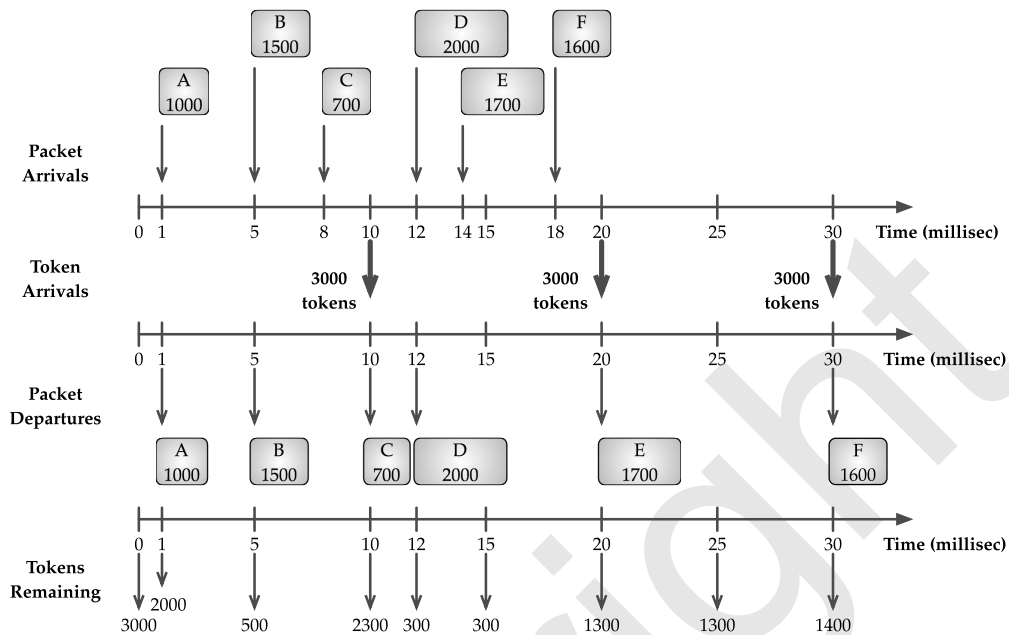 B
1500
D
2000
F
1600
A
1000
C
700
E
1700
Packet
Arrivals
0 1 5 8 10 12 14 15 18 20 25 30 Time (millisec)
Token
Arrivals
3000
tokens
3000
tokens
3000
tokens
0 1 5 10 12 15 20 25 30 Time (millisec)
Packet
Departures
A
1000
B
1500
C
700
D
2000
E
1700
F
1600
0 1 5 10 12 15 20 25 30 Time (millisec)
Tokens
Remaining
2000
3000 500 2300 300 300 1300 1300 1400
right